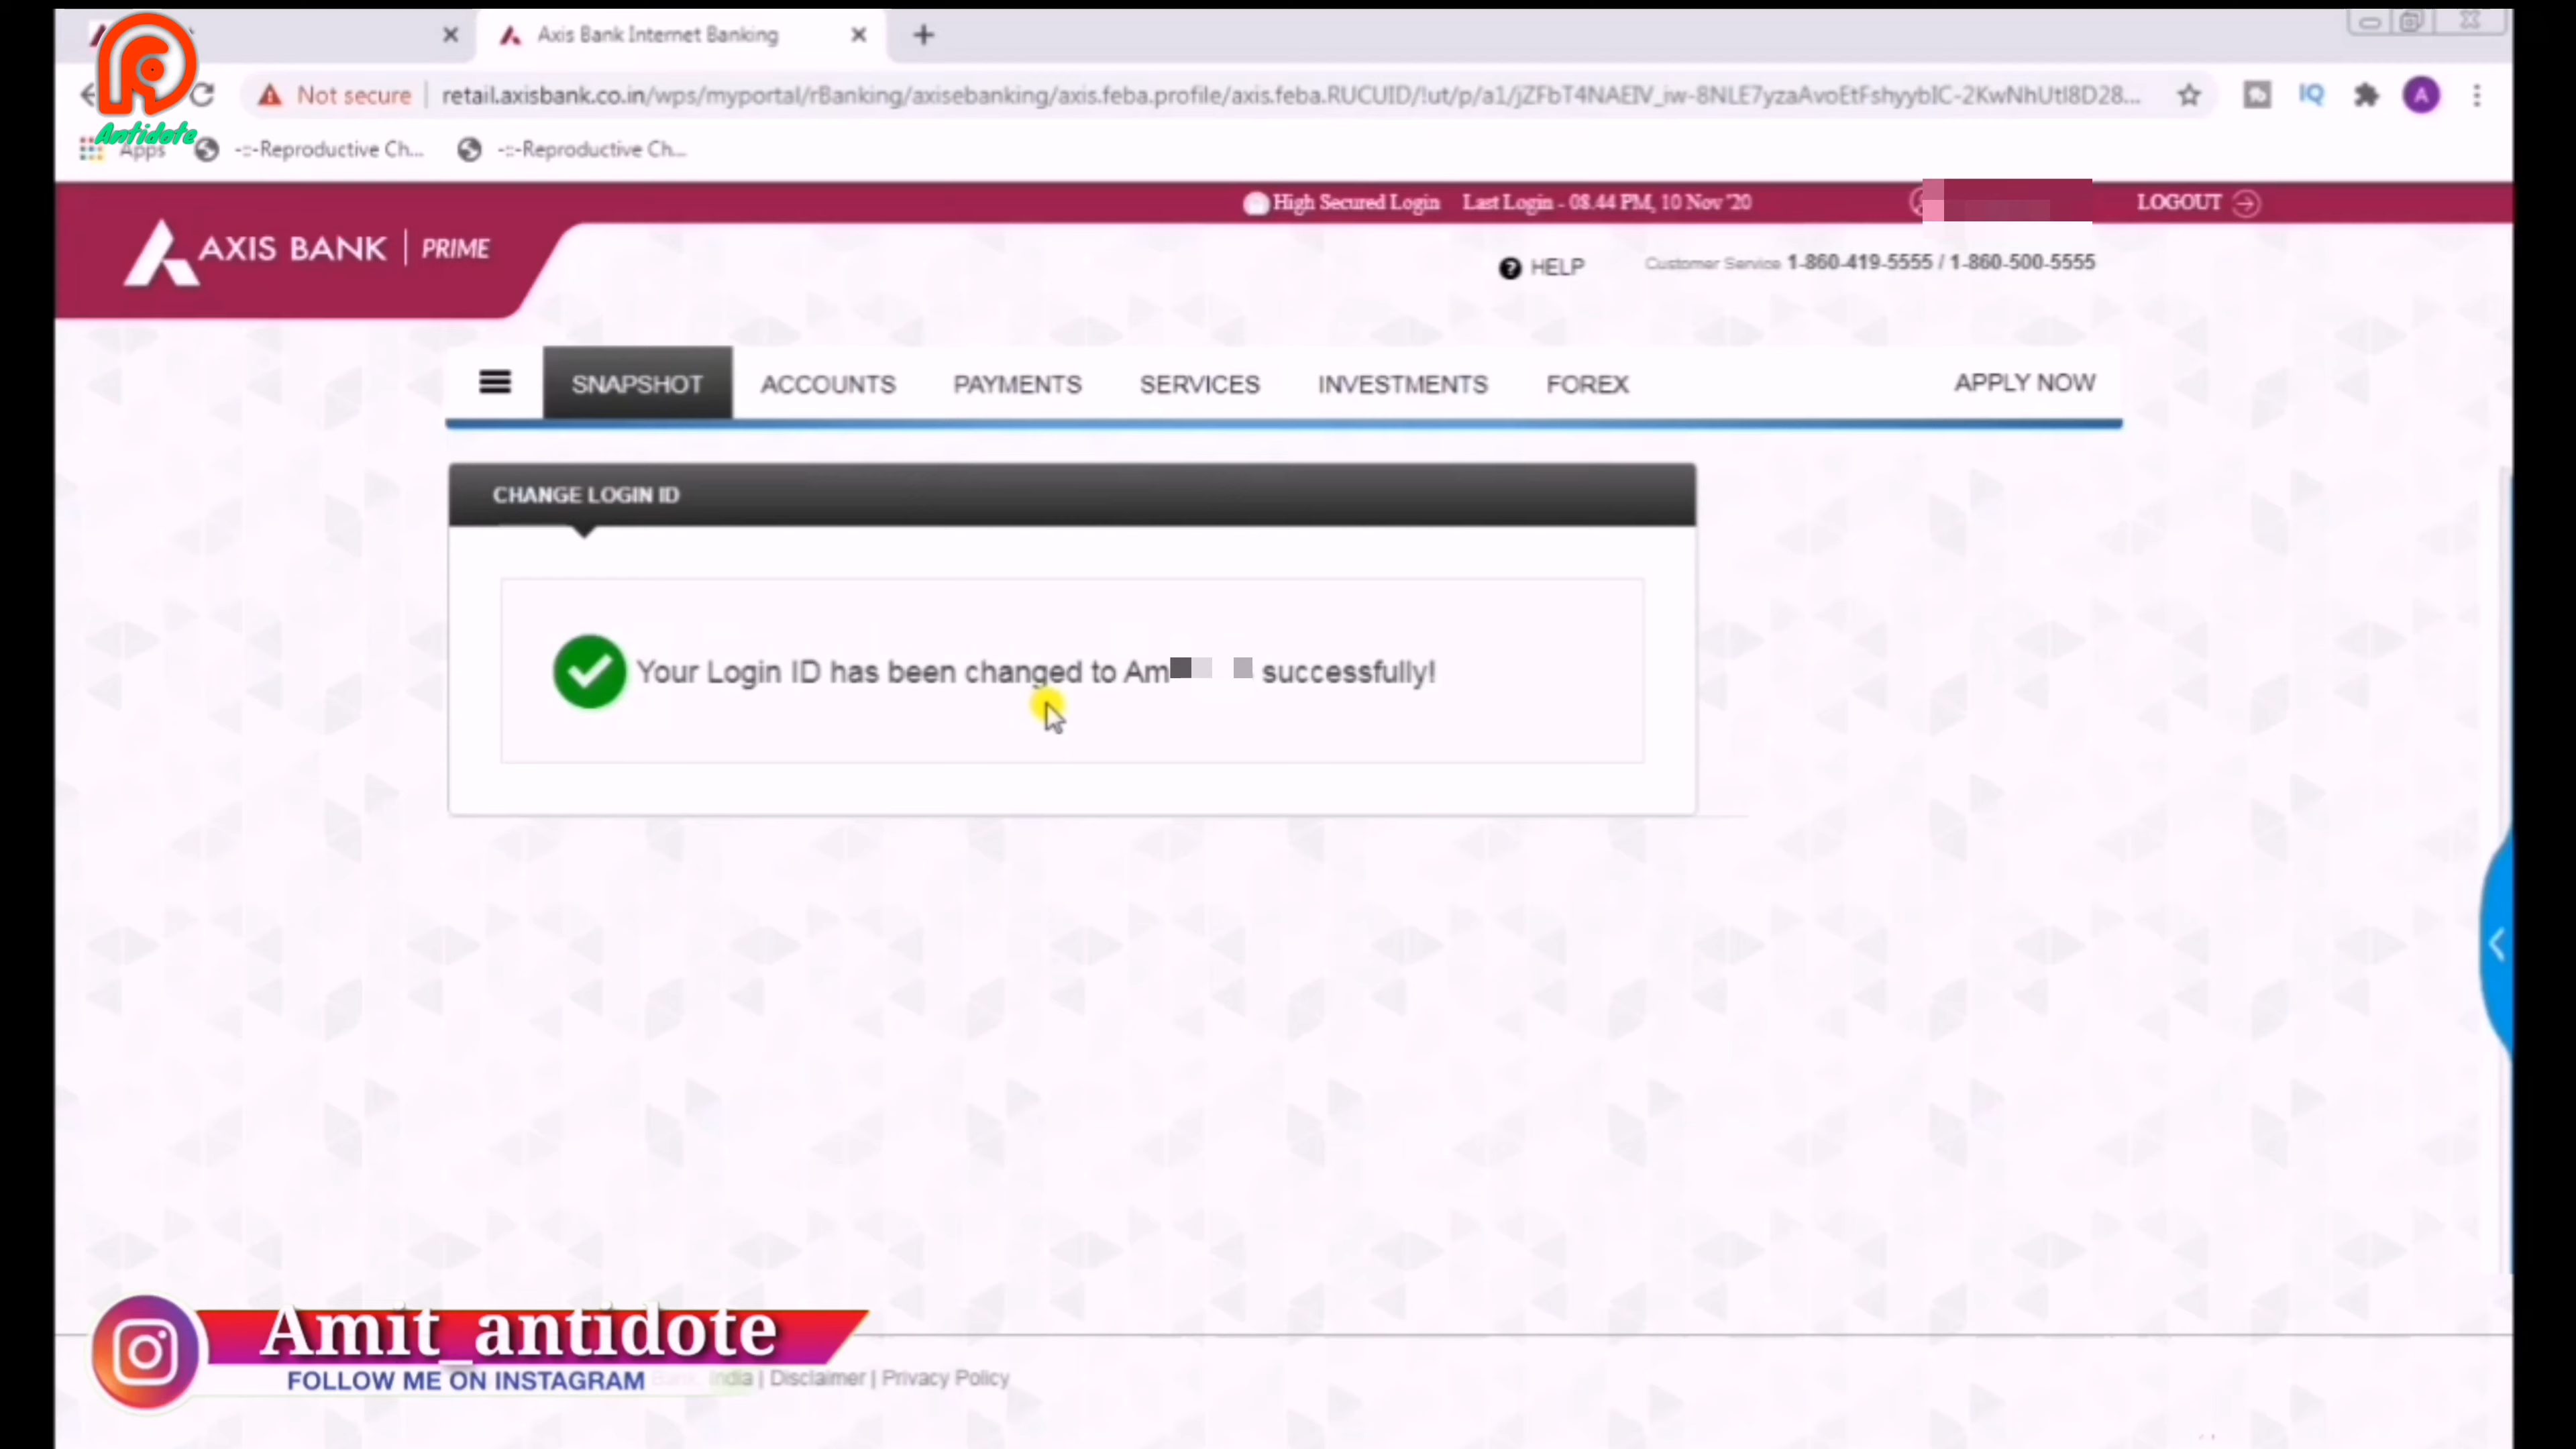 Axis Bank Internet Banking
Not secure retail.axisbank.co.in/wps/myportal/rBanking/axisebanking/axis.feba.profile/axis.feba.RUCUID/!ut/p/a1/jZFbT4NAEIV_iw-8NLE7yzaAvoEtFshyybIC-2KwNhUtI8D28...
IQ
A
Antidote
Apps -::-Reproductive Ch... -::-Reproductive Ch...
High Secured Login Last Login - 08.44 PM, 10 Nov '20 LOGOUT
AXIS BANK | PRIME
HELP Customer Service 1-860-419-5555 / 1-860-500-5555
SNAPSHOT ACCOUNTS PAYMENTS SERVICES INVESTMENTS FOREX APPLY NOW
CHANGE LOGIN ID
Your Login ID has been changed to Am successfully!
Amit_antidote
FOLLOW ME ON INSTAGRAM
India | Disclaimer | Privacy Policy